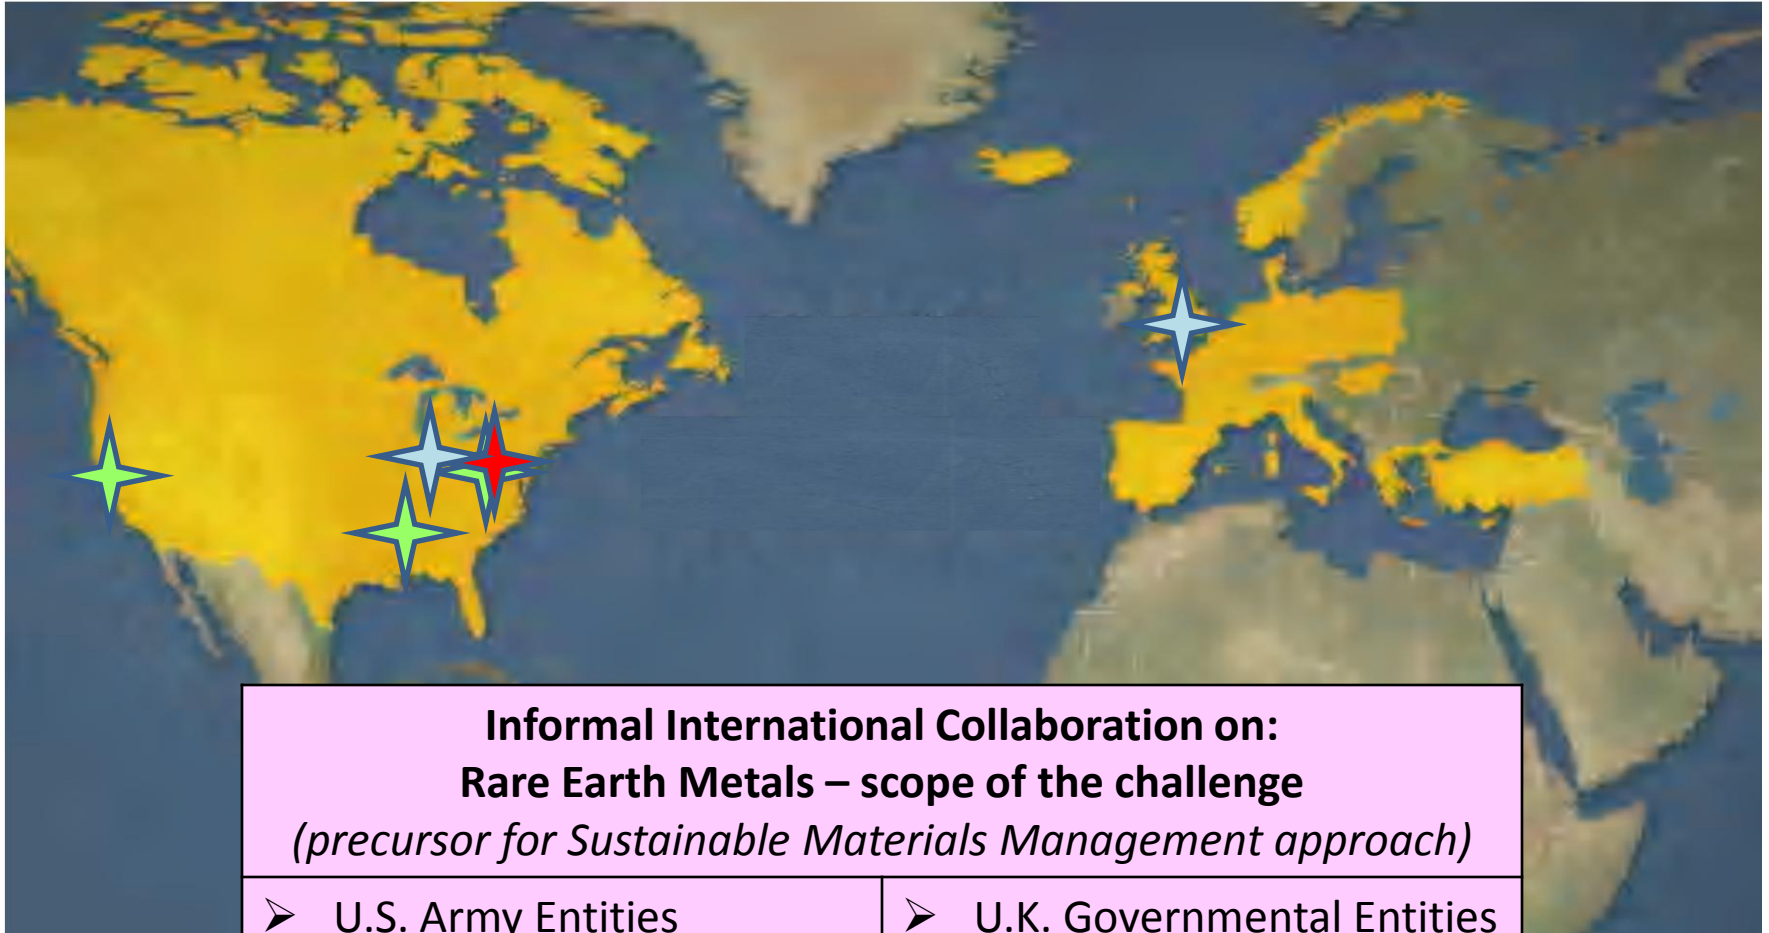 Informal International Collaboration on:
Rare Earth Metals – scope of the challenge
(precursor for Sustainable Materials Management approach)
➢ U.S. Army Entities
➢ U.K. Governmental Entities